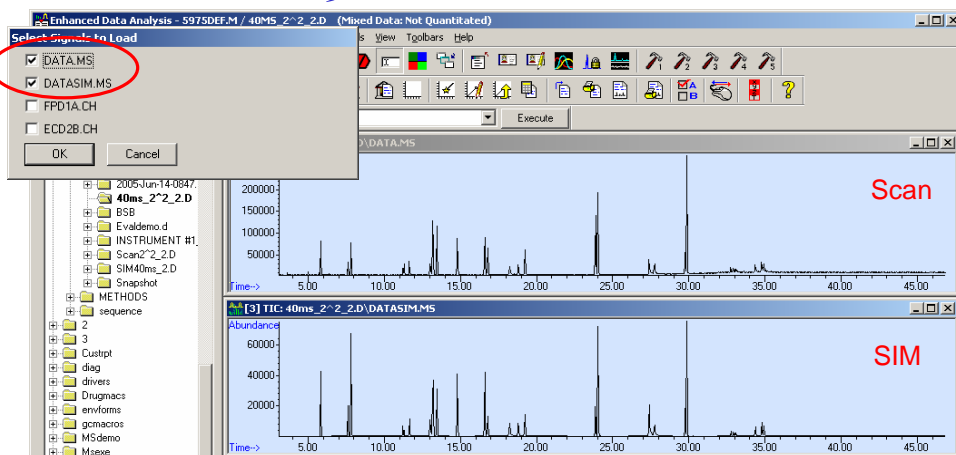 Enhanced Data Analysis - 5975DEF.M / 40MS_2^2_2.D (Mixed Data: Not Quantitated)
Select Signals to Load
View Toolbars Help
DATA.MS
DATASIM.MS
FPD1A.CH
ECD2B.CH
OK Cancel
1 2 3 4 5
Execute
\DATA.MS
2005-Jun-14-0847.
40ms_2^2_2.D
BSB
Evaldemo.d
INSTRUMENT #1_
Scan2^2_2.D
SIM40ms_2.D
Snapshot
METHODS
sequence
2
3
Custrpt
diag
drivers
Drugmacs
envforms
gcmacros
MSdemo
Msexe
Scan
200000
150000
100000
50000
Time--> 5.00 10.00 15.00 20.00 25.00 30.00 35.00 40.00 45.00
[3] TIC: 40ms_2^2_2.D\DATASIM.MS
Abundance
SIM
60000
40000
20000
Time--> 5.00 10.00 15.00 20.00 25.00 30.00 35.00 40.00 45.00